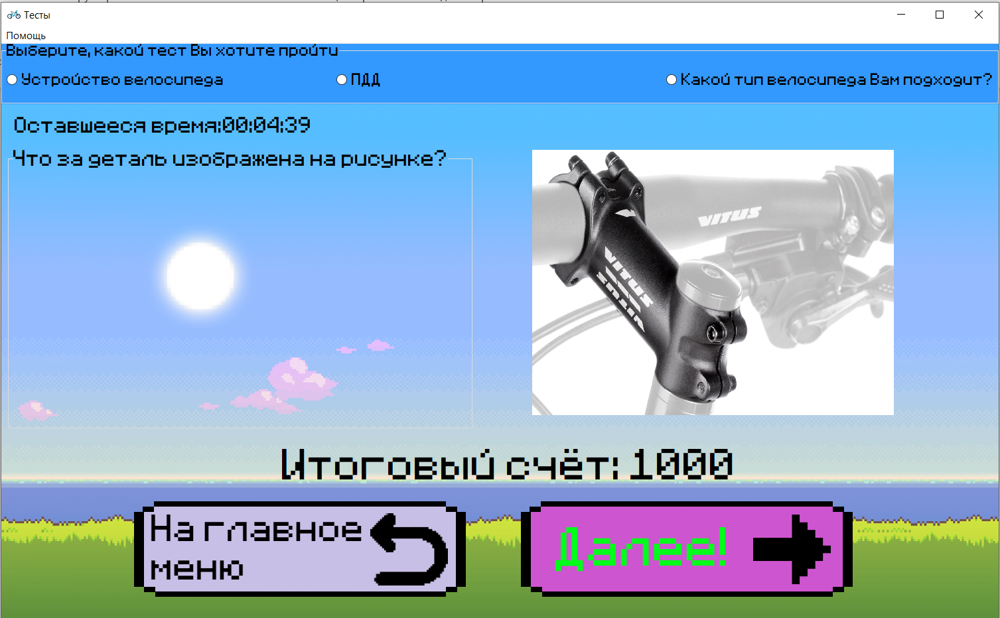 Тесты
Помощь
Выберите, какой тест Вы хотите пройти
Устройство велосипеда
ПДД
Какой тип велосипеда Вам подходит?
Оставшееся время:00:04:39
Что за деталь изображена на рисунке?
VITUS
VITUS
VITUS
Итоговый счёт: 1000
На главное
меню
Далее!